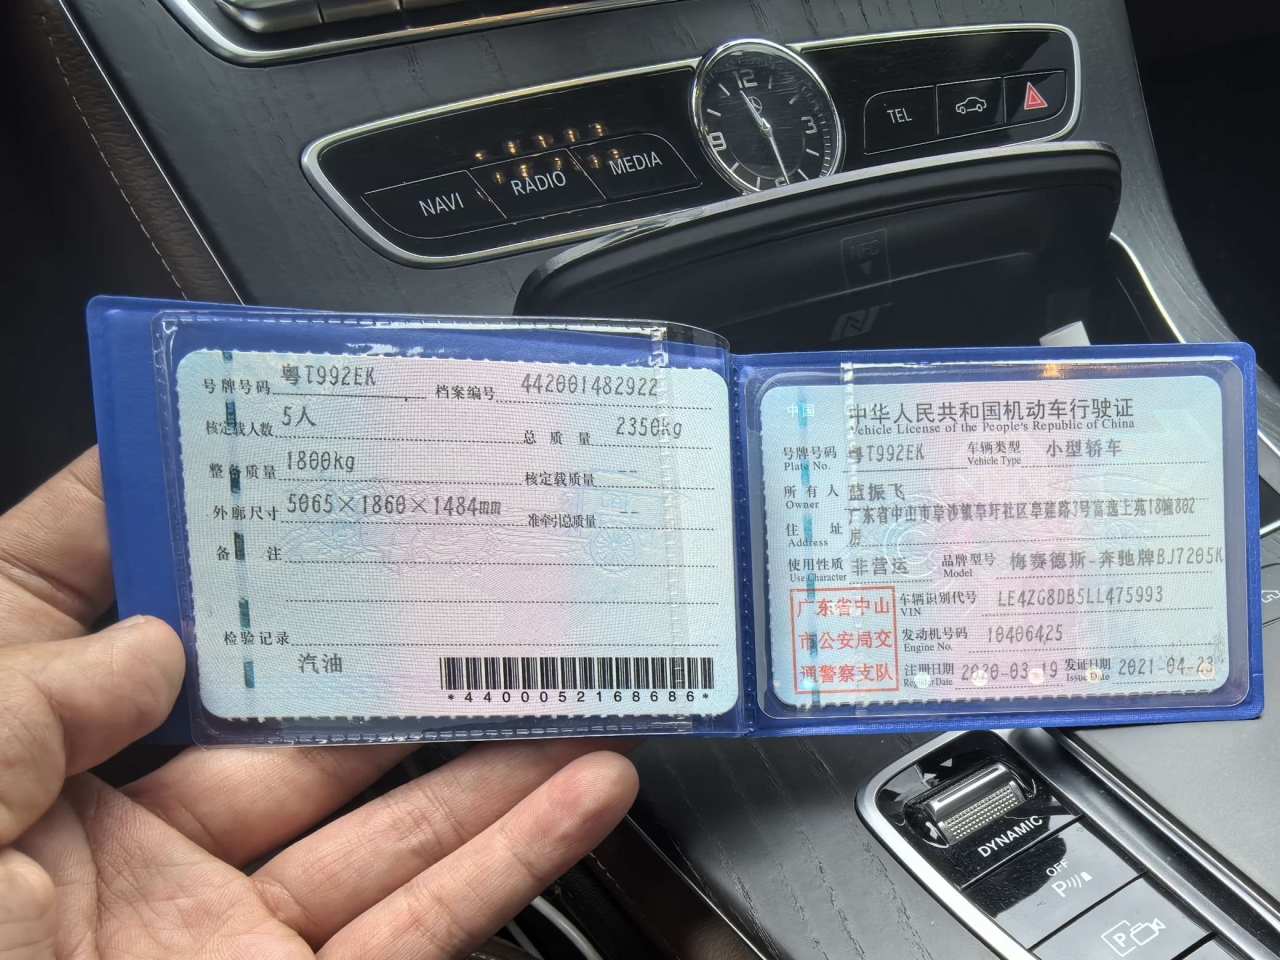 12
3
9
TEL
NAVI
RADIO
MEDIA
NFC
号牌号码 粤T992EK 档案编号 442001482922
核定载人数 5人 总质量 2350kg
整备质量 1800kg 核定载质量 --
外廓尺寸 5065×1860×1484mm 准牵引总质量 --
备注
检验记录
汽油
*4400052168686*
中国 中华人民共和国机动车行驶证
Vehicle License of the People's Republic of China
号牌号码 粤T992EK 车辆类型 小型轿车
Plate No. Vehicle Type
所有人 蓝振飞
Owner
住址 广东省中山市阜沙镇阜圩社区阜莲路3号富逸上苑18幢802
Address 房
使用性质 非营运 品牌型号 梅赛德斯-奔驰牌BJ7205K
Use Character Model
广东省中山
市公安局交
通警察支队
车辆识别代号 LE4ZG8DB5LL475993
VIN
发动机号码 10406425
Engine No.
注册日期 2020-03-19 发证日期 2021-04-23
Register Date Issue Date
DYNAMIC
OFF
P
P